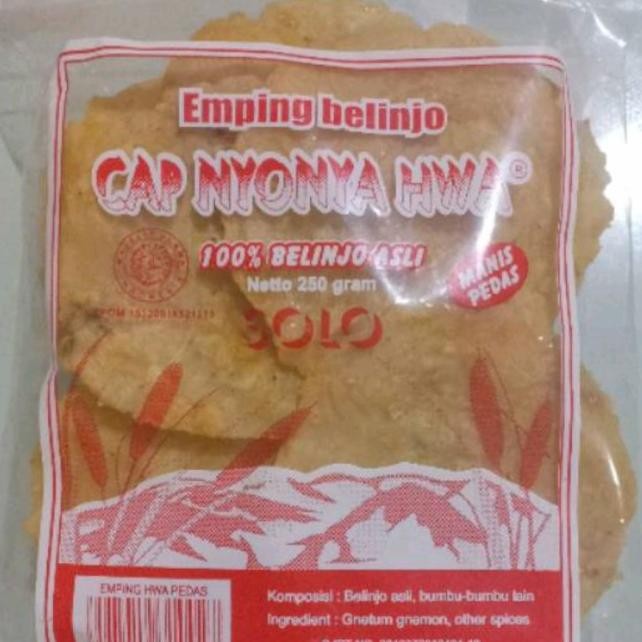 Emping belinjo
CAP NYONYA HWA®
100% BELINJO ASLI
Netto 250 gram
MANIS
PEDAS
SOLO
EMPING HWA PEDAS
Komposisi : Belinjo asli, bumbu-bumbu lain
Ingredient : Gnetum gnemon, other spices